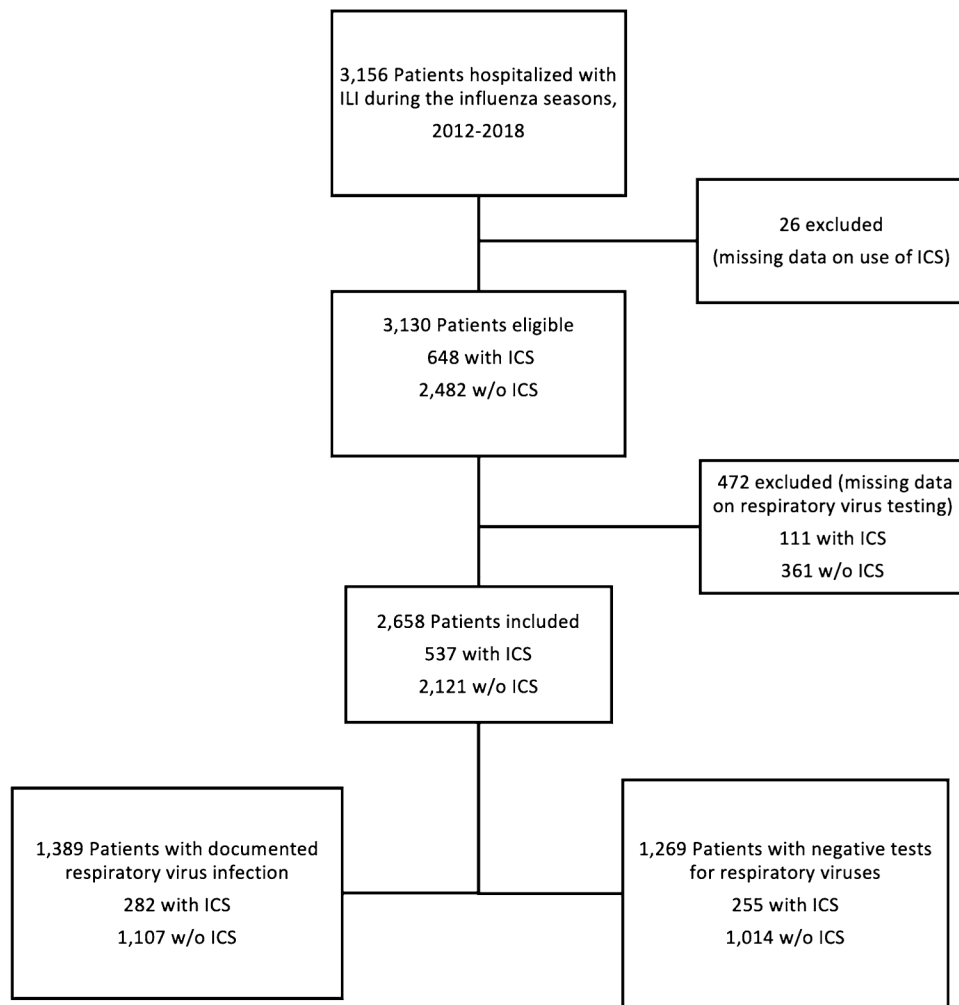 3,156 Patients hospitalized with
ILI during the influenza seasons,
2012-2018
26 excluded
(missing data on use of ICS)
3,130 Patients eligible
648 with ICS
2,482 w/o ICS
472 excluded (missing data
on respiratory virus testing)
111 with ICS
361 w/o ICS
2,658 Patients included
537 with ICS
2,121 w/o ICS
1,389 Patients with documented
respiratory virus infection
282 with ICS
1,107 w/o ICS
1,269 Patients with negative tests
for respiratory viruses
255 with ICS
1,014 w/o ICS